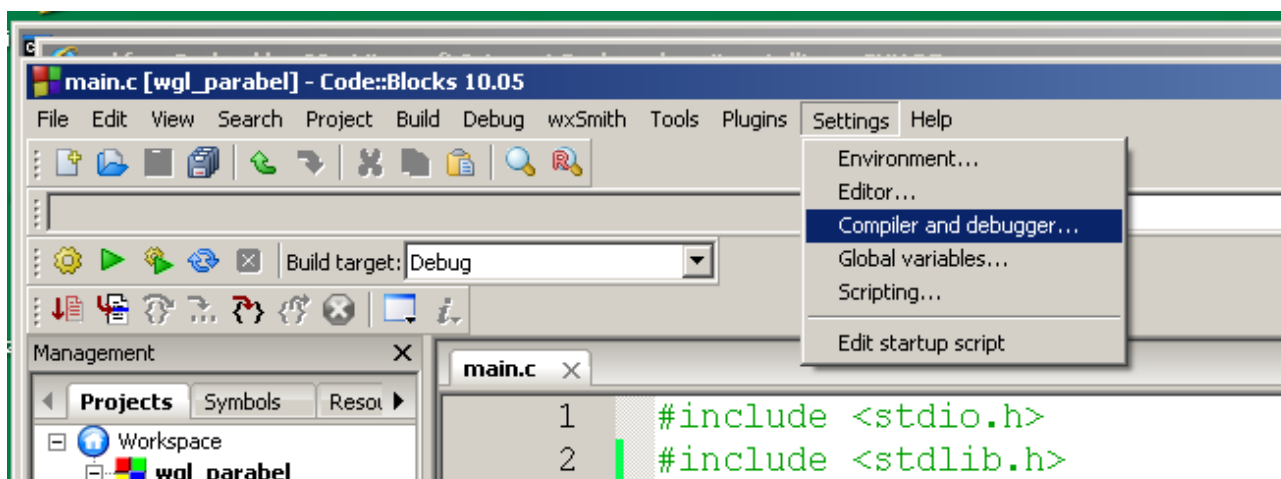 main.c [wgl_parabel] - Code::Blocks 10.05
File Edit View Search Project Build Debug wxSmith Tools Plugins Settings Help
Environment...
Editor...
Compiler and debugger...
Global variables...
Scripting...
Edit startup script
Build target: Debug
Management
Projects Symbols
main.c
Workspace
wgl_parabel
1 #include <stdio.h>
2 #include <stdlib.h>